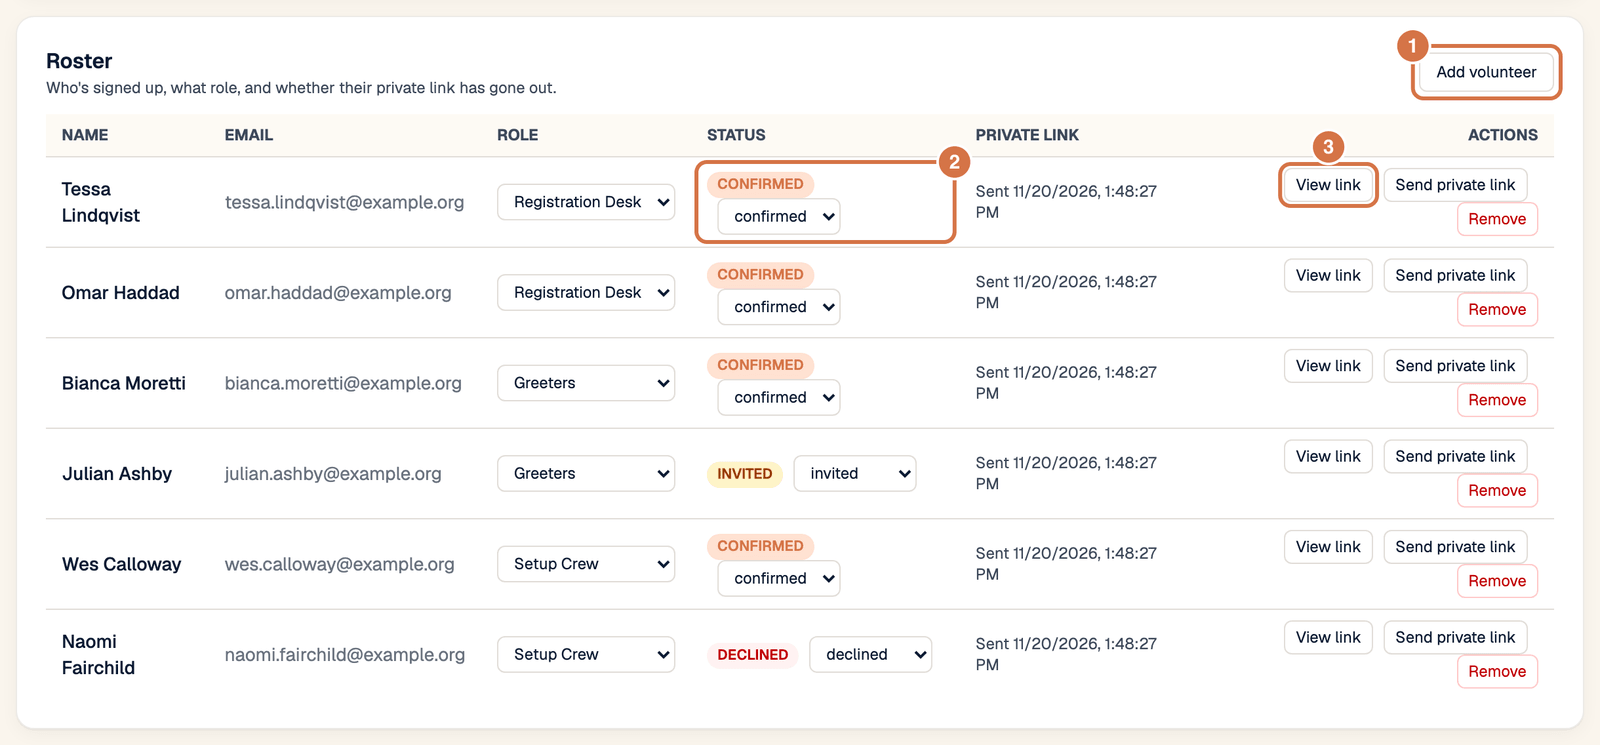 Roster
1
Add volunteer
Who's signed up, what role, and whether their private link has gone out.
NAME EMAIL ROLE STATUS PRIVATE LINK ACTIONS
2
3
Tessa
Lindqvist
tessa.lindqvist@example.org
Registration Desk
CONFIRMED
confirmed
Sent 11/20/2026, 1:48:27
PM
View link
Send private link
Remove
Omar Haddad
omar.haddad@example.org
Registration Desk
CONFIRMED
confirmed
Sent 11/20/2026, 1:48:27
PM
View link
Send private link
Remove
Bianca Moretti
bianca.moretti@example.org
Greeters
CONFIRMED
confirmed
Sent 11/20/2026, 1:48:27
PM
View link
Send private link
Remove
Julian Ashby
julian.ashby@example.org
Greeters
INVITED
invited
Sent 11/20/2026, 1:48:27
PM
View link
Send private link
Remove
Wes Calloway
wes.calloway@example.org
Setup Crew
CONFIRMED
confirmed
Sent 11/20/2026, 1:48:27
PM
View link
Send private link
Remove
Naomi
Fairchild
naomi.fairchild@example.org
Setup Crew
DECLINED
declined
Sent 11/20/2026, 1:48:27
PM
View link
Send private link
Remove